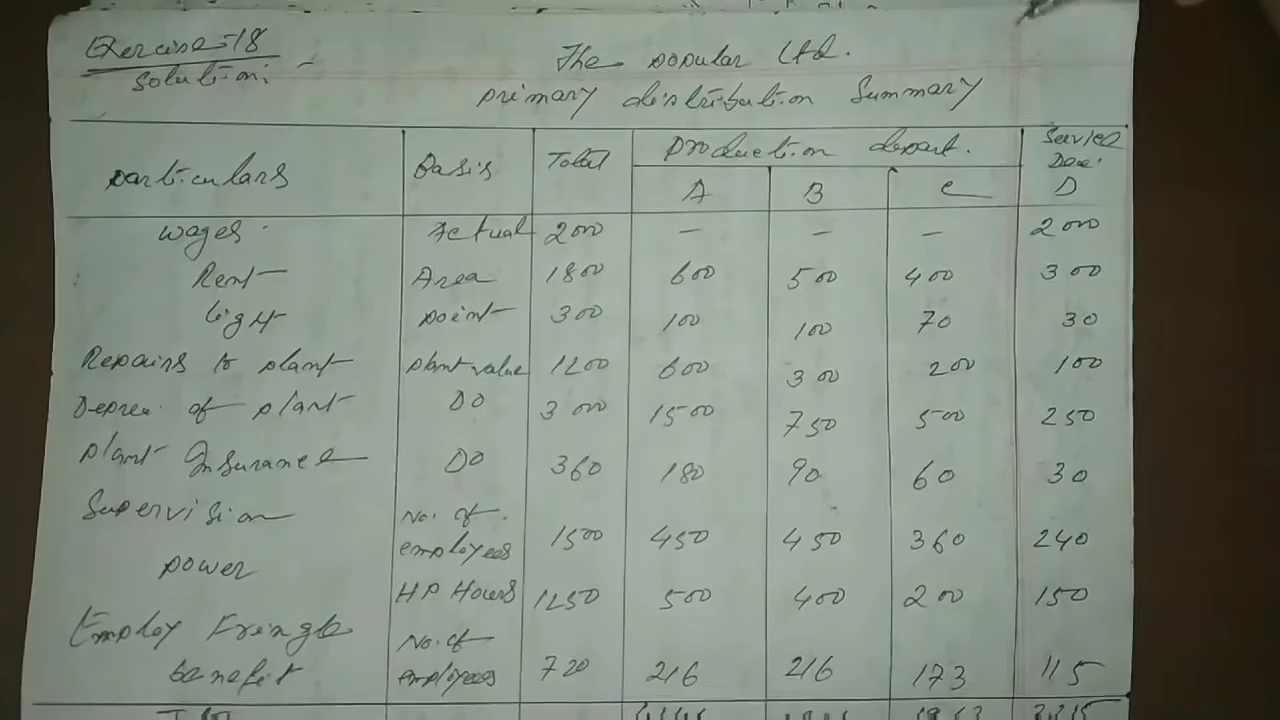 Exercise-18
Solution:-
The popular Ltd.
primary distribution Summary
particulars Basis Total Production depart. Service Dep.
A B C D
wages Actual 2000 — — — 2000
Rent Area 1800 600 500 400 300
light point 300 100 100 70 30
Repairs to plant plant value 1200 600 300 200 100
Deprec. of plant Do 3000 1500 750 500 250
plant Insurance Do 360 180 90 60 30
Supervision No. of employees 1500 450 450 360 240
power HP Hours 1250 500 400 200 150
Employ Fringle benefit No. of employees 720 216 216 173 115